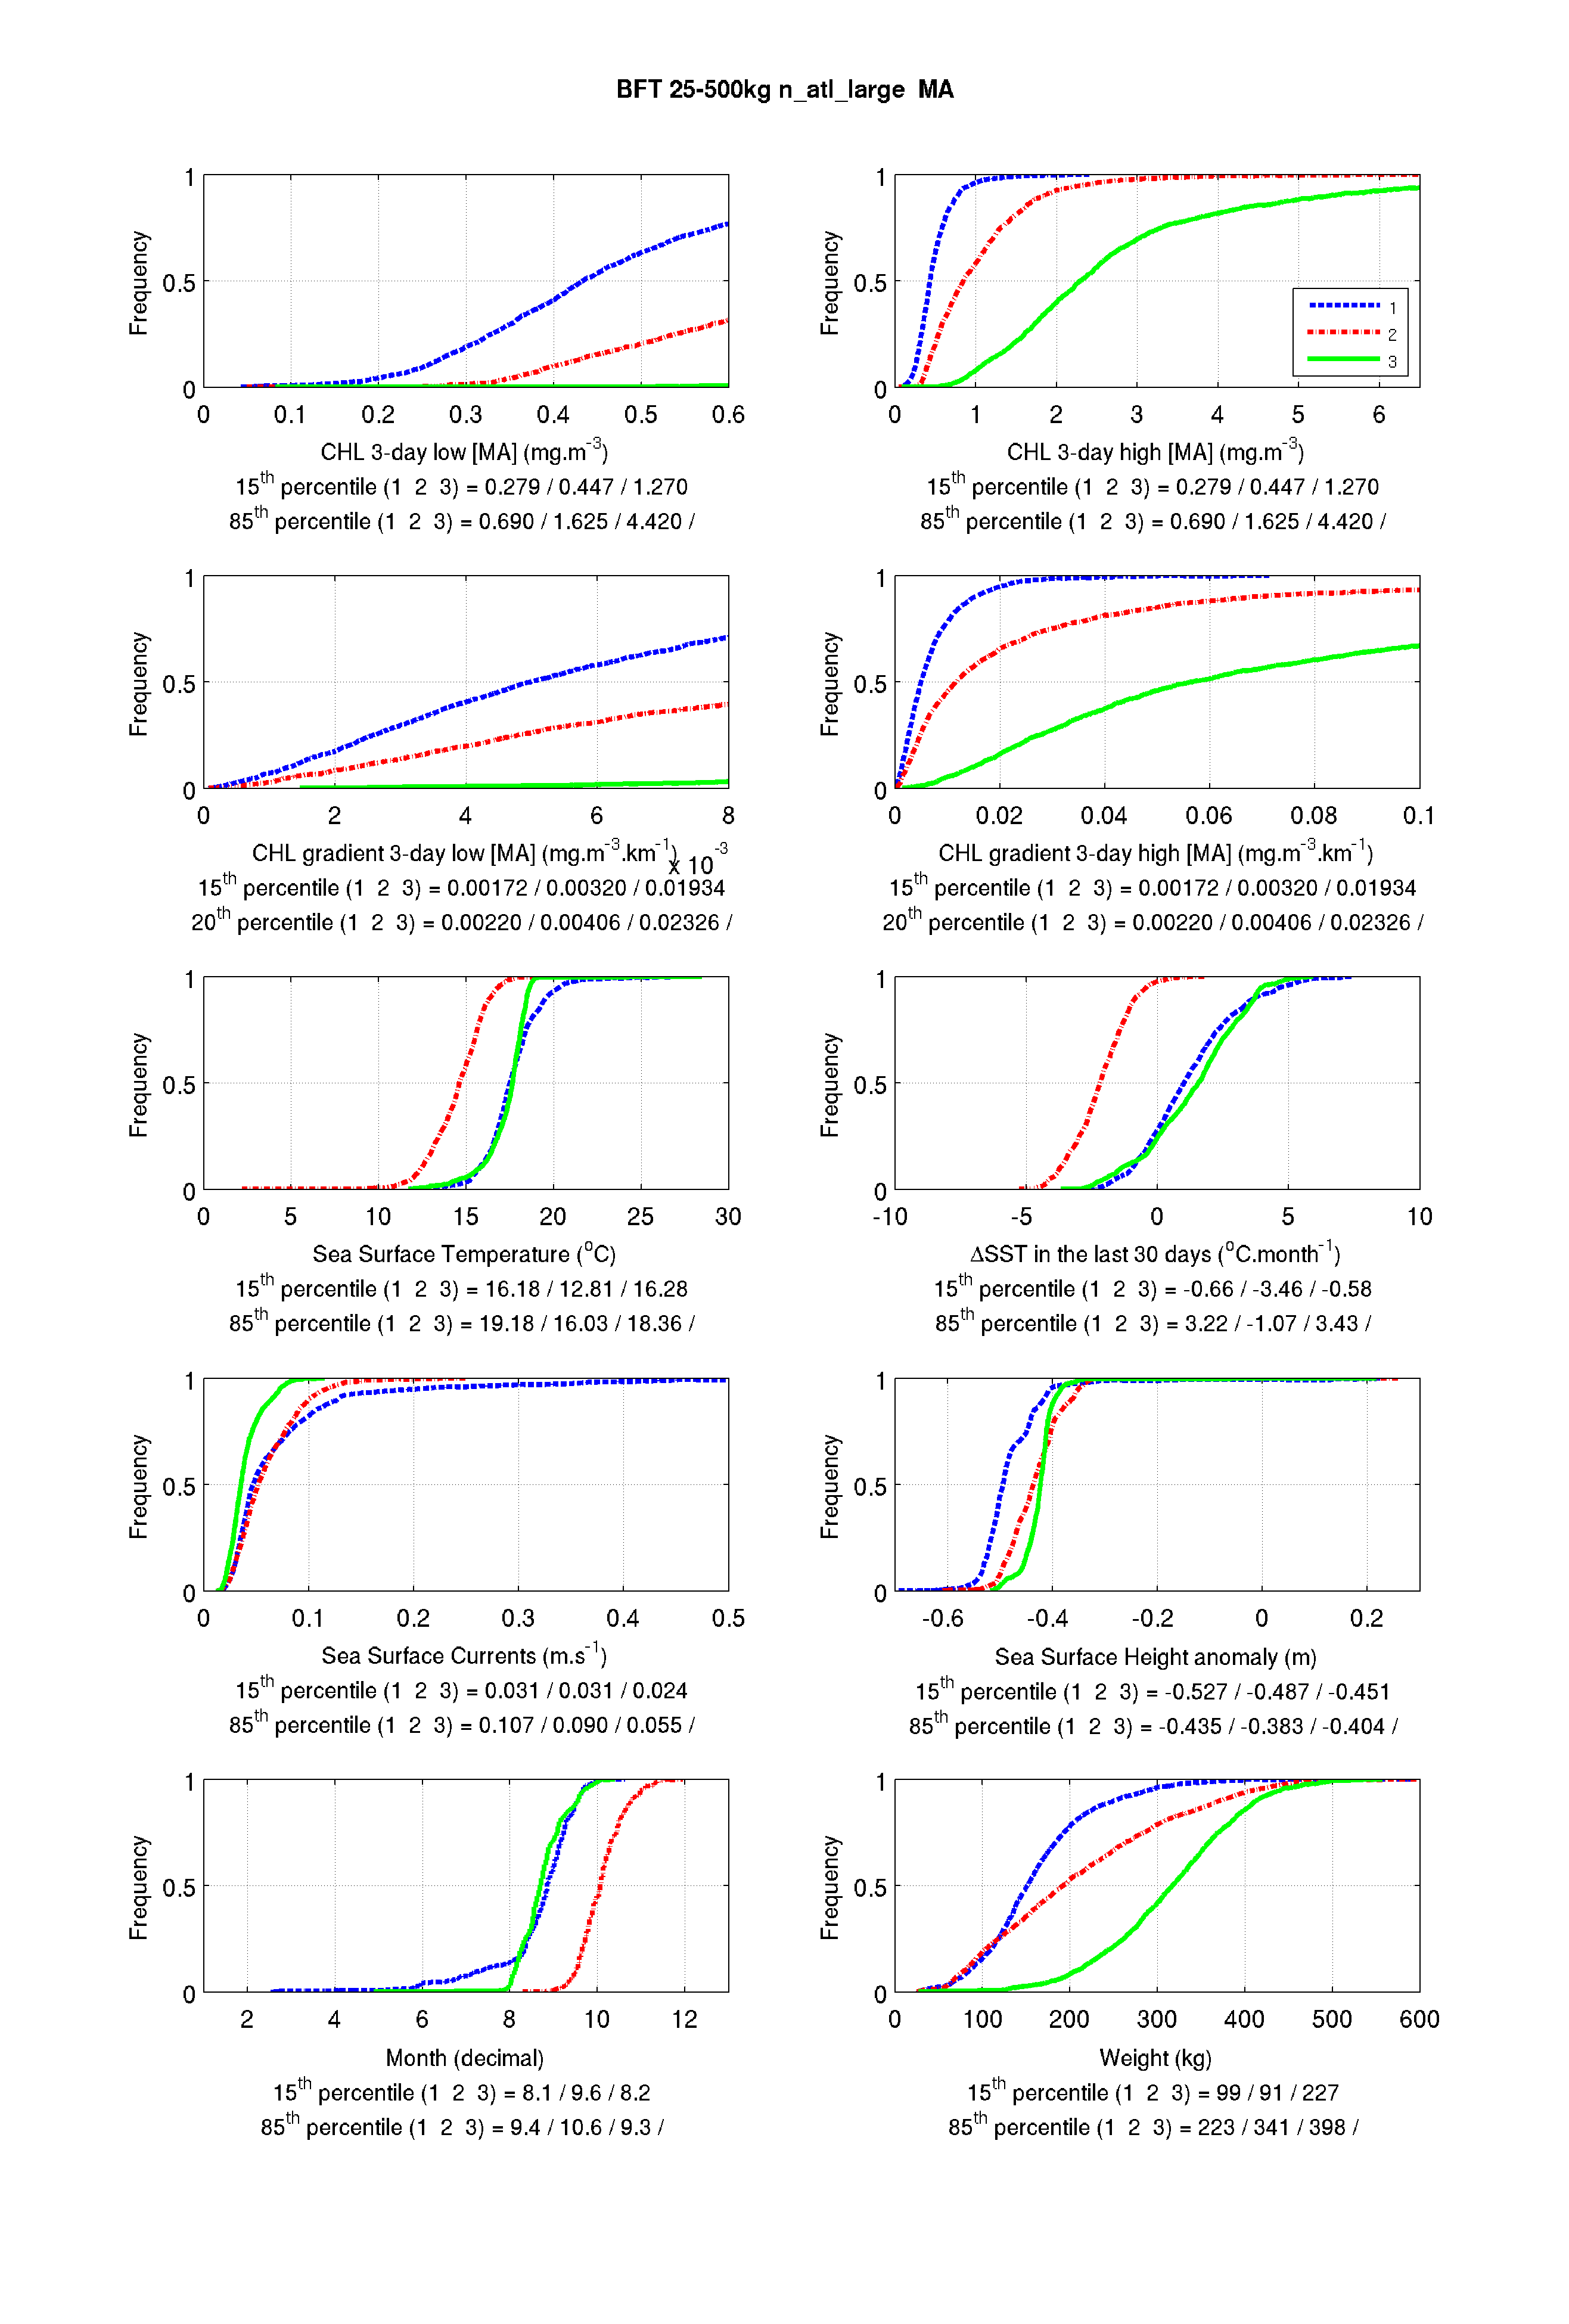 BFT 25-500kg n_atl_large  MA
1
0.5
0
Frequency
0 0.1 0.2 0.3 0.4 0.5 0.6
CHL 3-day low [MA] (mg.m-3)
15th percentile (1  2  3) = 0.279 / 0.447 / 1.270
85th percentile (1  2  3) = 0.690 / 1.625 / 4.420 /
1
0.5
0
Frequency
1
2
3
0 1 2 3 4 5 6
CHL 3-day high [MA] (mg.m-3)
15th percentile (1  2  3) = 0.279 / 0.447 / 1.270
85th percentile (1  2  3) = 0.690 / 1.625 / 4.420 /
1
0.5
0
Frequency
0 2 4 6 8
CHL gradient 3-day low [MA] (mg.m-3.km-1)
x 10-3
15th percentile (1  2  3) = 0.00172 / 0.00320 / 0.01934
20th percentile (1  2  3) = 0.00220 / 0.00406 / 0.02326 /
1
0.5
0
Frequency
0 0.02 0.04 0.06 0.08 0.1
CHL gradient 3-day high [MA] (mg.m-3.km-1)
15th percentile (1  2  3) = 0.00172 / 0.00320 / 0.01934
20th percentile (1  2  3) = 0.00220 / 0.00406 / 0.02326 /
1
0.5
0
Frequency
0 5 10 15 20 25 30
Sea Surface Temperature (oC)
15th percentile (1  2  3) = 16.18 / 12.81 / 16.28
85th percentile (1  2  3) = 19.18 / 16.03 / 18.36 /
1
0.5
0
Frequency
-10 -5 0 5 10
ΔSST in the last 30 days (oC.month-1)
15th percentile (1  2  3) = -0.66 / -3.46 / -0.58
85th percentile (1  2  3) = 3.22 / -1.07 / 3.43 /
1
0.5
0
Frequency
0 0.1 0.2 0.3 0.4 0.5
Sea Surface Currents (m.s-1)
15th percentile (1  2  3) = 0.031 / 0.031 / 0.024
85th percentile (1  2  3) = 0.107 / 0.090 / 0.055 /
1
0.5
0
Frequency
-0.6 -0.4 -0.2 0 0.2
Sea Surface Height anomaly (m)
15th percentile (1  2  3) = -0.527 / -0.487 / -0.451
85th percentile (1  2  3) = -0.435 / -0.383 / -0.404 /
1
0.5
0
Frequency
2 4 6 8 10 12
Month (decimal)
15th percentile (1  2  3) = 8.1 / 9.6 / 8.2
85th percentile (1  2  3) = 9.4 / 10.6 / 9.3 /
1
0.5
0
Frequency
0 100 200 300 400 500 600
Weight (kg)
15th percentile (1  2  3) = 99 / 91 / 227
85th percentile (1  2  3) = 223 / 341 / 398 /